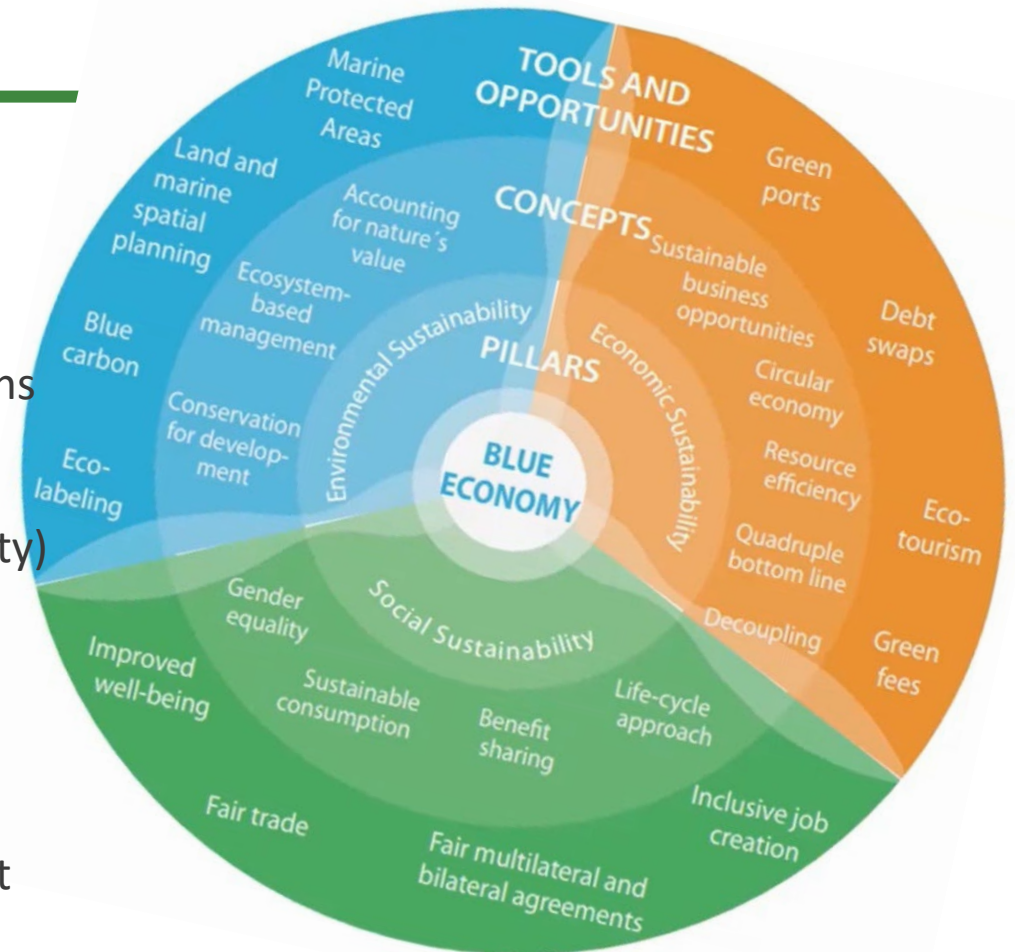 TOOLS AND
OPPORTUNITIES
CONCEPTS
PILLARS
BLUE
ECONOMY
Environmental Sustainability
Accounting
for nature´s
value
Ecosystem-
based
management
Conservation
for develop-
ment
Marine
Protected
Areas
Land and
marine
spatial
planning
Blue
carbon
Eco-
labeling
Economic Sustainability
Sustainable
business
opportunities
Circular
economy
Resource
efficiency
Quadruple
bottom line
Decoupling
Green
ports
Debt
swaps
Eco-
tourism
Green
fees
Social Sustainability
Gender
equality
Sustainable
consumption
Benefit
sharing
Life-cycle
approach
Improved
well-being
Fair trade
Fair multilateral and
bilateral agreements
Inclusive job
creation